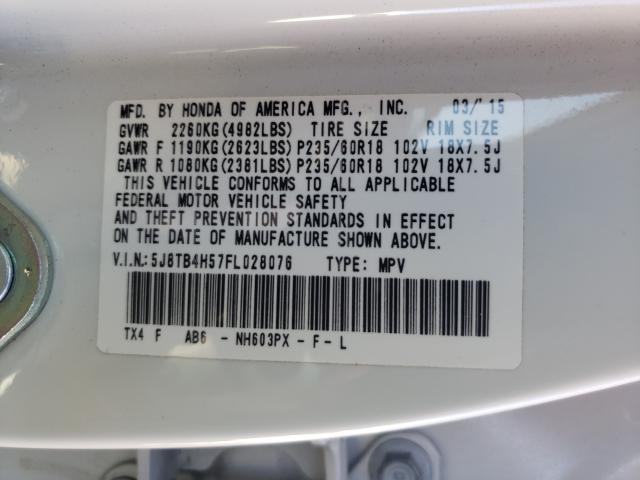 MFD. BY HONDA OF AMERICA MFG., INC. 03/'15
GVWR 2260KG(4982LBS) TIRE SIZE RIM SIZE
GAWR F 1190KG(2623LBS)P235/60R18 102V 18X7.5J
GAWR R 1080KG(2381LBS)P235/60R18 102V 18X7.5J
THIS VEHICLE CONFORMS TO ALL APPLICABLE
FEDERAL MOTOR VEHICLE SAFETY
AND THEFT PREVENTION STANDARDS IN EFFECT
ON THE DATE OF MANUFACTURE SHOWN ABOVE.
V.I.N.:5J8TB4H57FL028076 TYPE: MPV
TX4 F AB6 - NH603PX - F - L